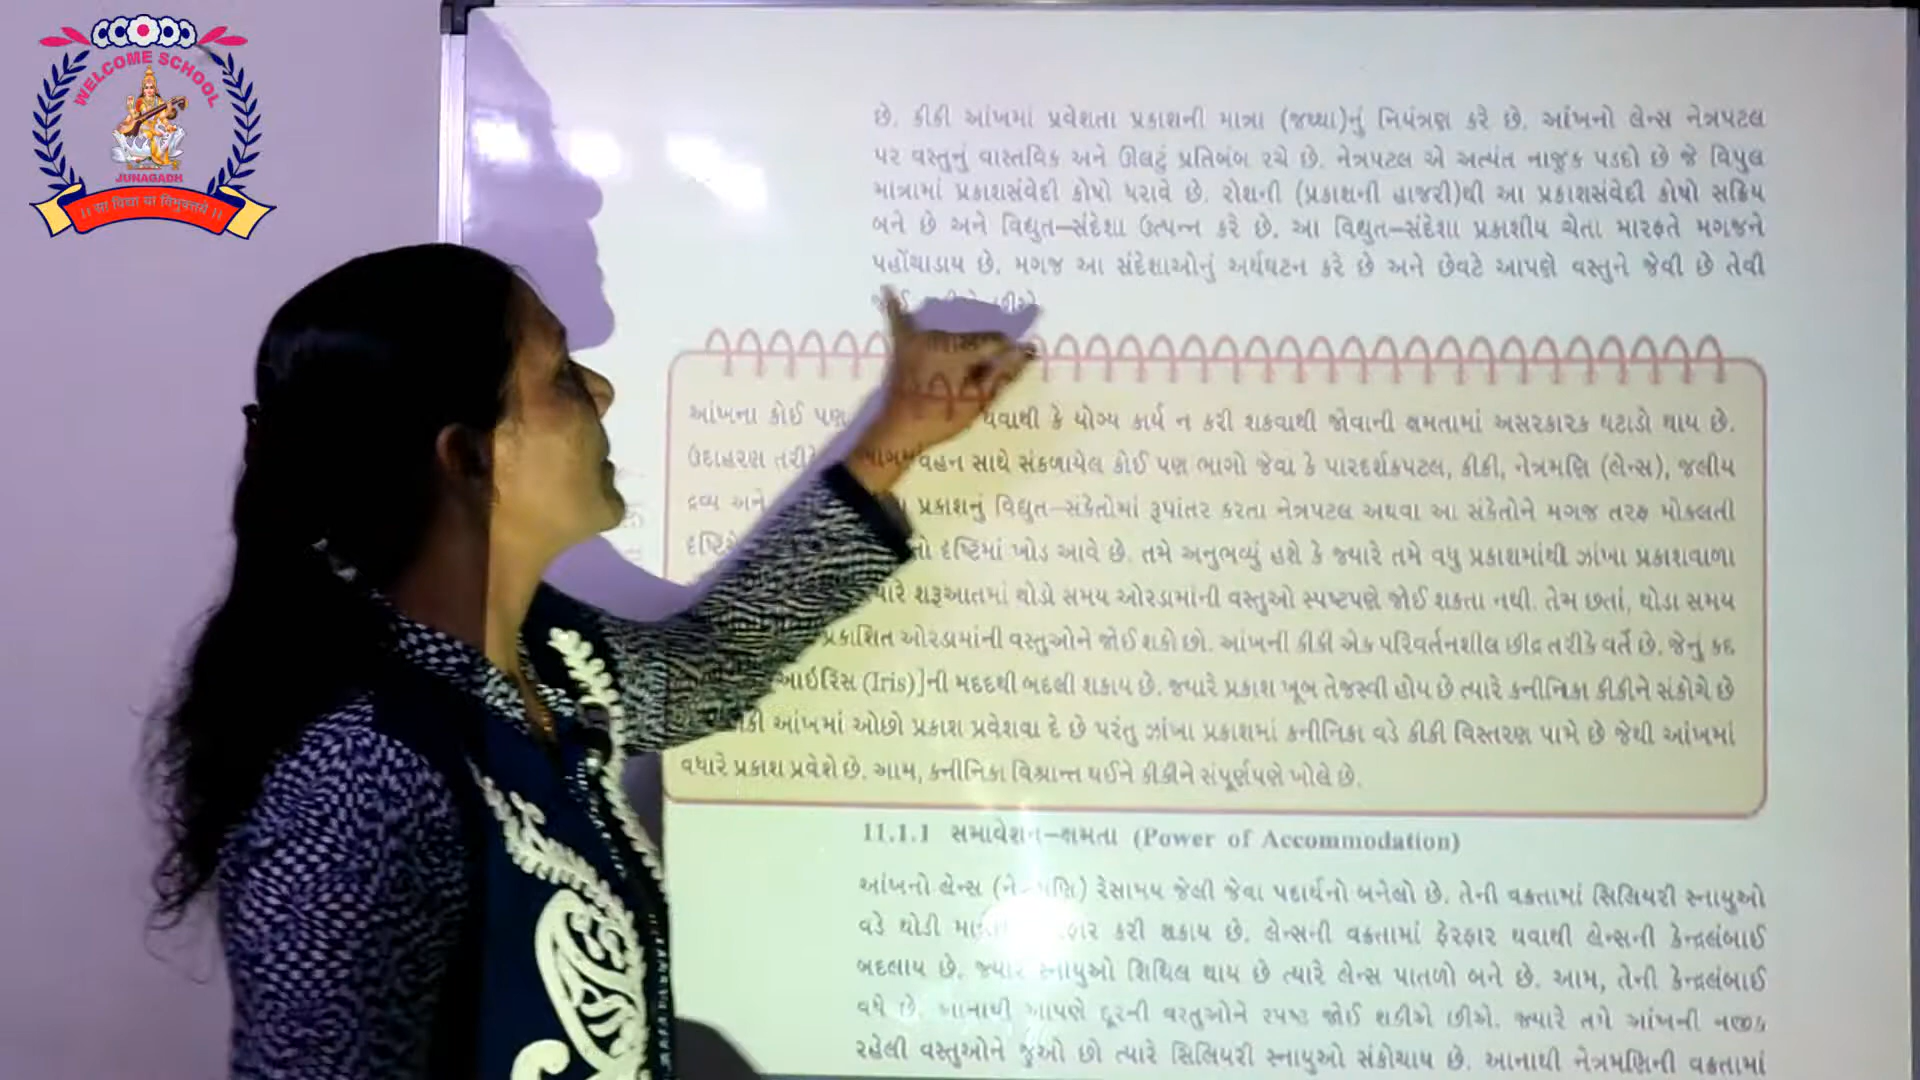 WELCOME SCHOOL
JUNAGADH
।। सा विद्या या विमुक्तये ।।
છે. કીકી આંખમાં પ્રવેશતા પ્રકાશની માત્રા (જથ્થા)નું નિયંત્રણ કરે છે. આંખનો લેન્સ નેત્રપટલ
પર વસ્તુનું વાસ્તવિક અને ઊલટું પ્રતિબિંબ રચે છે. નેત્રપટલ એ અત્યંત નાજુક પડદો છે જે વિપુલ
માત્રામાં પ્રકાશસંવેદી કોષો ધરાવે છે. રોશની (પ્રકાશની હાજરી)થી આ પ્રકાશસંવેદી કોષો સક્રિય
બને છે અને વિદ્યુત-સંદેશા ઉત્પન્ન કરે છે. આ વિદ્યુત-સંદેશા પ્રકાશીય ચેતા મારફતે મગજને
પહોંચાડાય છે. મગજ આ સંદેશાઓનું અર્થઘટન કરે છે અને છેવટે આપણે વસ્તુને જેવી છે તેવી
આંખના કોઈ પણ થવાથી કે યોગ્ય કાર્ય ન કરી શકવાથી જોવાની ક્ષમતામાં અસરકારક ઘટાડો થાય છે.
ઉદાહરણ તરીકે સાથે સંકળાયેલ કોઈ પણ ભાગો જેવા કે પારદર્શકપટલ, કીકી, નેત્રમણિ (લેન્સ), જલીય
દ્રવ્ય અને પ્રકાશનું વિદ્યુત-સંકેતોમાં રૂપાંતર કરતા નેત્રપટલ અથવા આ સંકેતોને મગજ તરફ મોકલતી
દૃષ્ટિમાં ખોડ આવે છે. તમે અનુભવ્યું હશે કે જ્યારે તમે વધુ પ્રકાશમાંથી ઝાંખા પ્રકાશવાળા
શરૂઆતમાં થોડો સમય ઓરડામાંની વસ્તુઓ સ્પષ્ટપણે જોઈ શકતા નથી. તેમ છતાં, થોડા સમય
પ્રકાશિત ઓરડામાંની વસ્તુઓને જોઈ શકો છો. આંખની કીકી એક પરિવર્તનશીલ છીદ્ર તરીકે વર્તે છે. જેનું કદ
આઈરિસ (Iris)]ની મદદથી બદલી શકાય છે. જ્યારે પ્રકાશ ખૂબ તેજસ્વી હોય છે ત્યારે કનીનિકા કીકીને સંકોચે છે
આંખમાં ઓછો પ્રકાશ પ્રવેશવા દે છે પરંતુ ઝાંખા પ્રકાશમાં કનીનિકા વડે કીકી વિસ્તરણ પામે છે જેથી આંખમાં
વધારે પ્રકાશ પ્રવેશે છે. આમ, કનીનિકા વિશ્રાન્ત થઈને કીકીને સંપૂર્ણપણે ખોલે છે.
11.1.1 સમાવેશન-ક્ષમતા (Power of Accommodation)
આંખનો લેન્સ (નેત્રમણિ) રેસામય જેલી જેવા પદાર્થનો બનેલો છે. તેની વક્રતામાં સિલિયરી સ્નાયુઓ
વડે થોડી કરી શકાય છે. લેન્સની વક્રતામાં ફેરફાર થવાથી લેન્સની કેન્દ્રલંબાઈ
બદલાય છે. જ્યારે સ્નાયુઓ શિથિલ થાય છે ત્યારે લેન્સ પાતળો બને છે. આમ, તેની કેન્દ્રલંબાઈ
વધે છે. આનાથી આપણે દૂરની વસ્તુઓને સ્પષ્ટ જોઈ શકીએ છીએ. જ્યારે તમે આંખની નજીક
રહેલી વસ્તુઓને જુઓ છો ત્યારે સિલિયરી સ્નાયુઓ સંકોચાય છે. આનાથી નેત્રમણિની વક્રતામાં